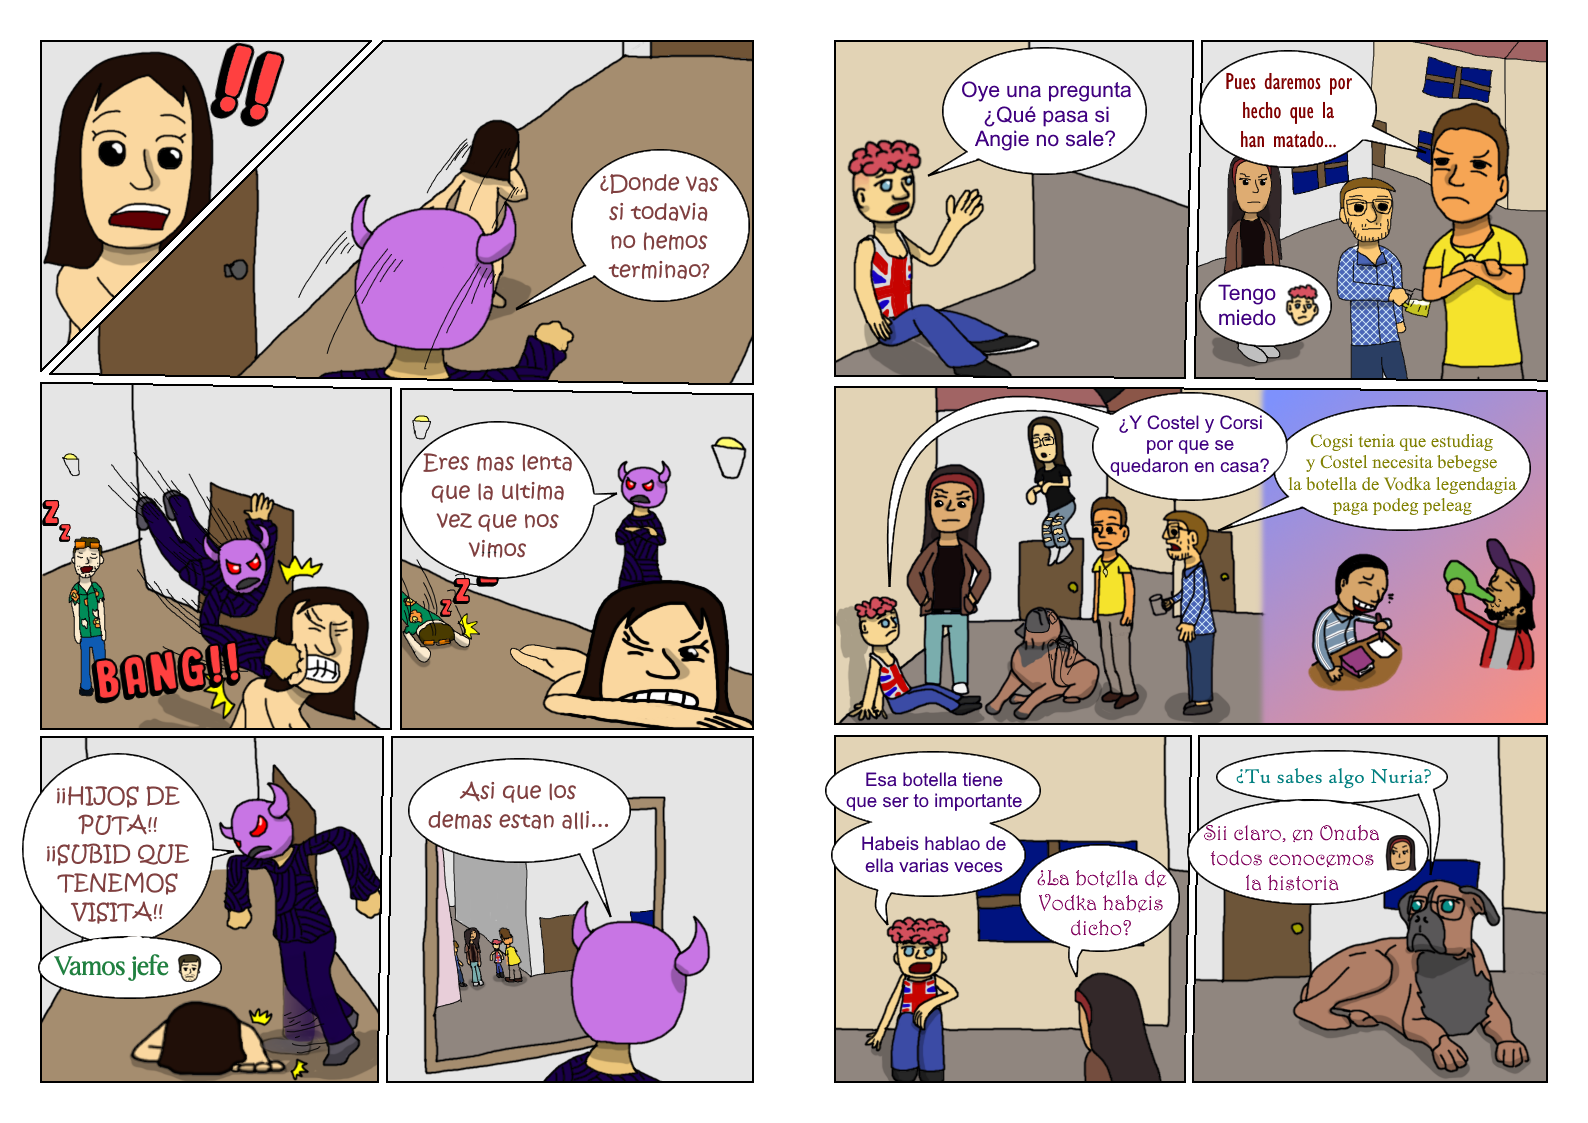 !!
¿Donde vas
si todavia
no hemos
terminao?
Z
Z
BANG!!
Eres mas lenta
que la ultima
vez que nos
vimos
Z
Z
Z
¡¡HIJOS DE
PUTA!!
¡¡SUBID QUE
TENEMOS
VISITA!!
Vamos jefe
Asi que los
demas estan alli...
Oye una pregunta
¿Qué pasa si
Angie no sale?
Pues daremos por
hecho que la
han matado...
Tengo
miedo
¿Y Costel y Corsi
por que se
quedaron en casa?
Cogsi tenia que estudiag
y Costel necesita bebegse
la botella de Vodka legendagia
paga podeg peleag
Esa botella tiene
que ser to importante
Habeis hablao de
ella varias veces
¿La botella de
Vodka habeis
dicho?
¿Tu sabes algo Nuria?
Sii claro, en Onuba
todos conocemos
la historia